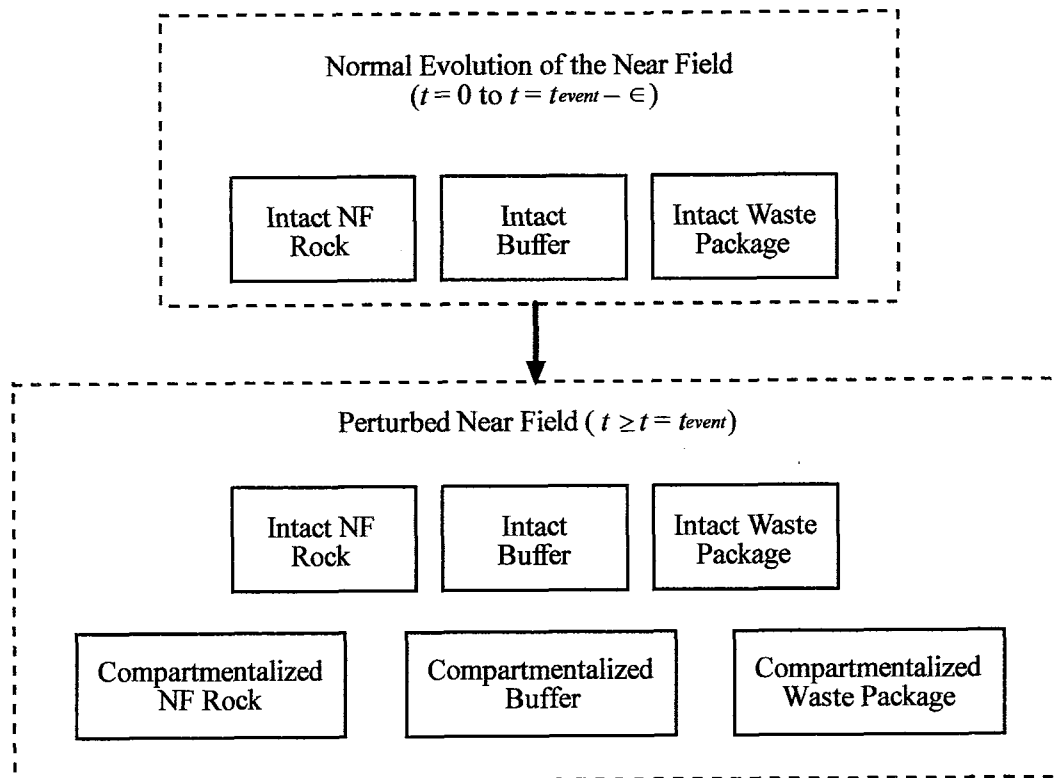 Normal Evolution of the Near Field
(t = 0 to t = tevent − ∈)
Intact NF
Rock
Intact
Buffer
Intact Waste
Package
Perturbed Near Field ( t ≥ t = tevent)
Intact NF
Rock
Intact
Buffer
Intact Waste
Package
Compartmentalized
NF Rock
Compartmentalized
Buffer
Compartmentalized
Waste Package